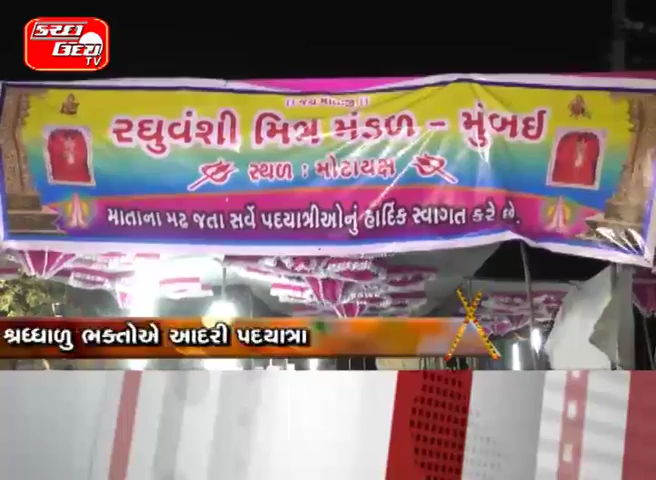 કચ્છ
ઉદય
TV
॥ જય માતાજી ॥
રઘુવંશી મિત્ર મંડળ - મુંબઈ
સ્થળ : મોટાયક્ષ
માતાના મઢ જતા સર્વે પદયાત્રીઓનું હાર્દિક સ્વાગત કરે છે.
શ્રધ્ધાળુ ભક્તોએ આદરી પદયાત્રા